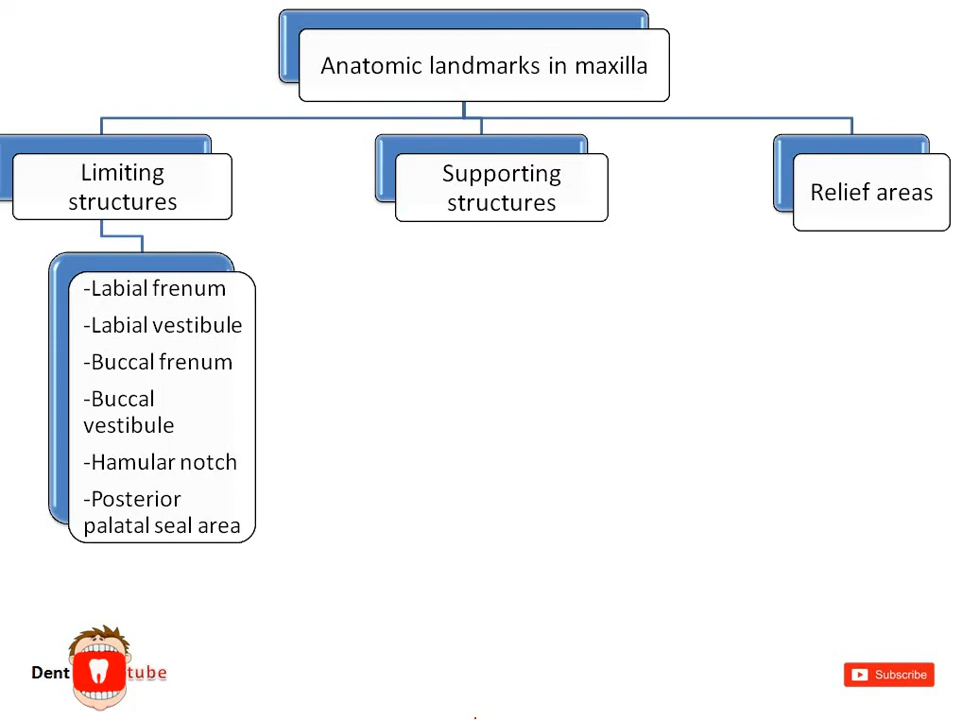 Anatomic landmarks in maxilla
Limiting
structures
Supporting
structures
Relief areas
-Labial frenum
-Labial vestibule
-Buccal frenum
-Buccal
vestibule
-Hamular notch
-Posterior
palatal seal area
Dent tube
Subscribe